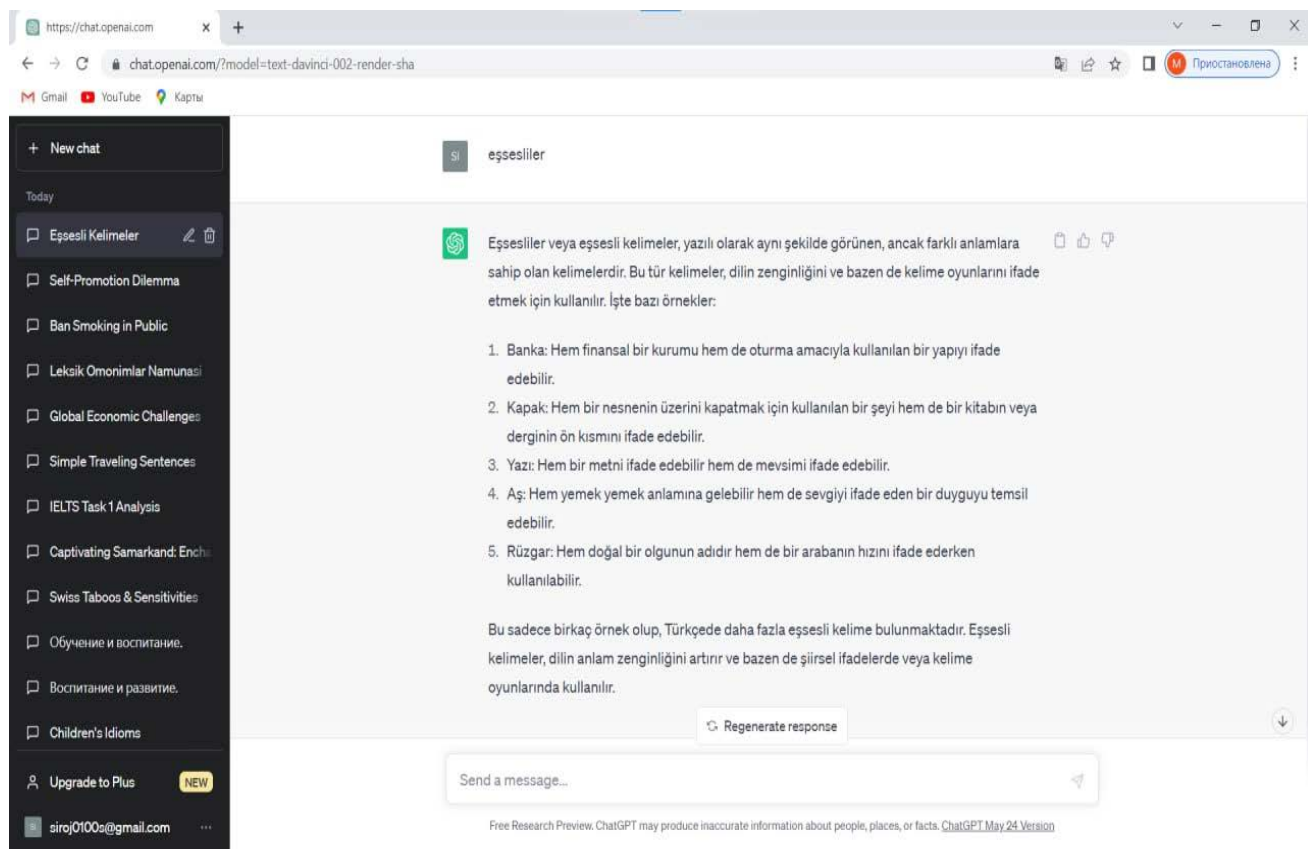 https://chat.openai.com
chat.openai.com/?model=text-davinci-002-render-sha
Приостановлена
M
Gmail
YouTube
Карты
+ New chat
Today
Eşsesli Kelimeler
Self-Promotion Dilemma
Ban Smoking in Public
Leksik Omonimlar Namunasi
Global Economic Challenges
Simple Traveling Sentences
IELTS Task 1 Analysis
Captivating Samarkand: Encha
Swiss Taboos & Sensitivities
Обучение и воспитание.
Воспитание и развитие.
Children's Idioms
Upgrade to Plus
NEW
siroj0100s@gmail.com
SI
eşsesliler
Eşsesliler veya eşsesli kelimeler, yazılı olarak aynı şekilde görünen, ancak farklı anlamlara
sahip olan kelimelerdir. Bu tür kelimeler, dilin zenginliğini ve bazen de kelime oyunlarını ifade
etmek için kullanılır. İşte bazı örnekler:
1. Banka: Hem finansal bir kurumu hem de oturma amacıyla kullanılan bir yapıyı ifade
edebilir.
2. Kapak: Hem bir nesnenin üzerini kapatmak için kullanılan bir şeyi hem de bir kitabın veya
derginin ön kısmını ifade edebilir.
3. Yazı: Hem bir metni ifade edebilir hem de mevsimi ifade edebilir.
4. Aş: Hem yemek yemek anlamına gelebilir hem de sevgiyi ifade eden bir duyguyu temsil
edebilir.
5. Rüzgar: Hem doğal bir olgunun adıdır hem de bir arabanın hızını ifade ederken
kullanılabilir.
Bu sadece birkaç örnek olup, Türkçede daha fazla eşsesli kelime bulunmaktadır. Eşsesli
kelimeler, dilin anlam zenginliğini artırır ve bazen de şiirsel ifadelerde veya kelime
oyunlarında kullanılır.
Regenerate response
Send a message...
Free Research Preview. ChatGPT may produce inaccurate information about people, places, or facts. ChatGPT May 24 Version